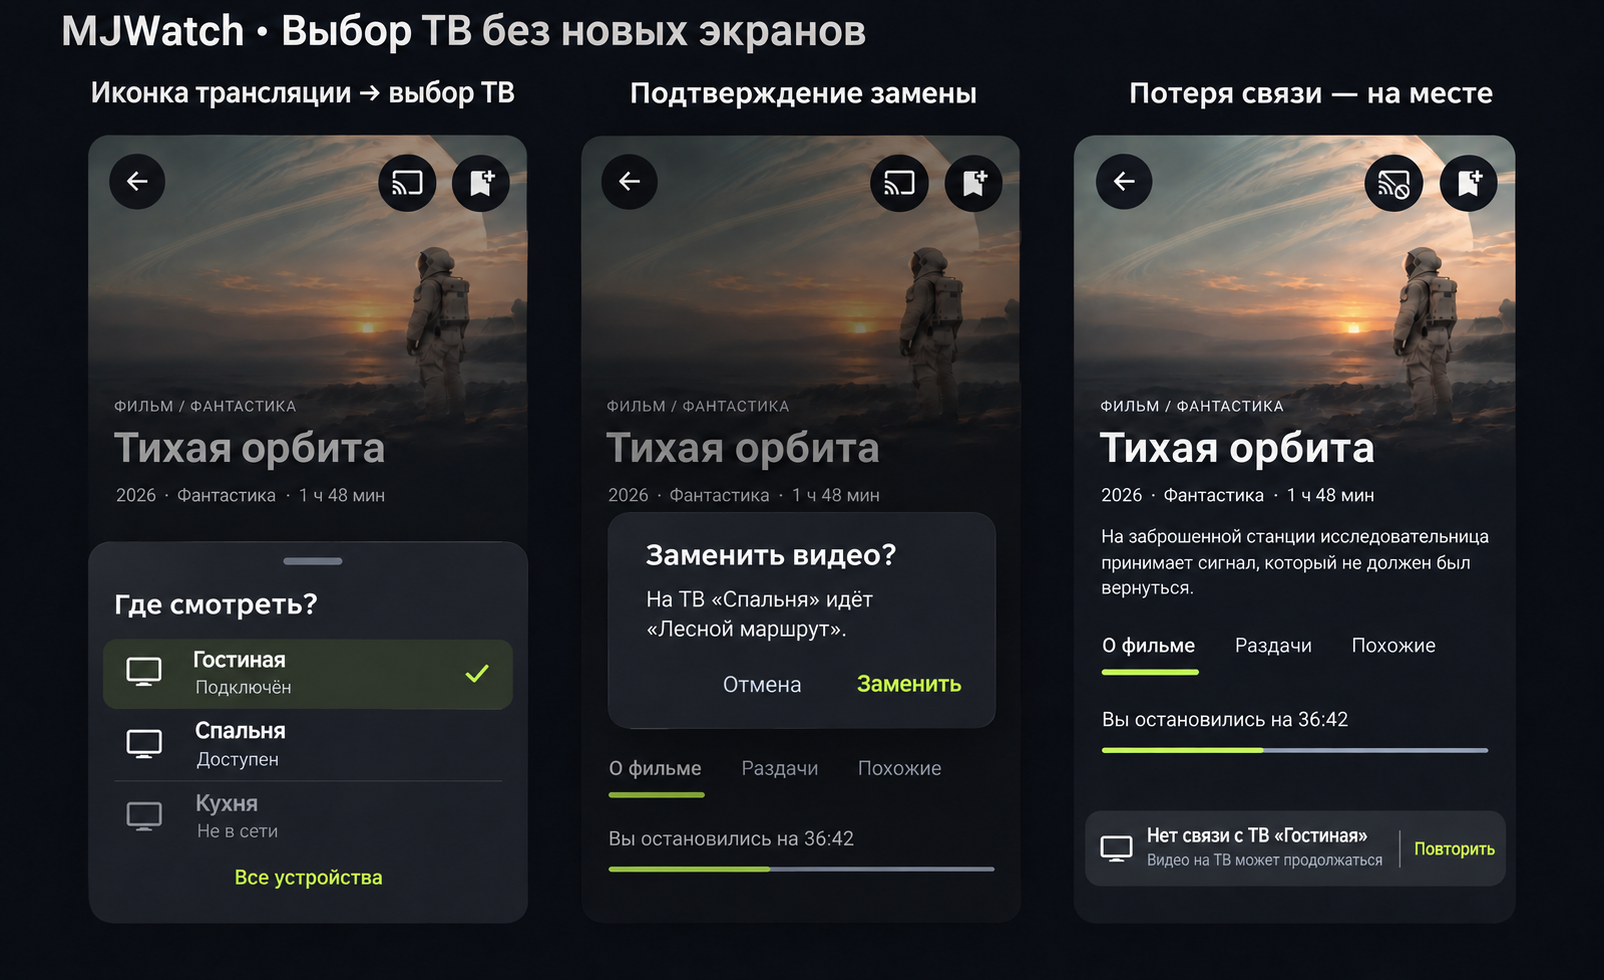 MJWatch • Выбор ТВ без новых экранов
Иконка трансляции → выбор ТВ
ФИЛЬМ / ФАНТАСТИКА
Тихая орбита
2026 · Фантастика · 1 ч 48 мин
Где смотреть?
Гостиная
Подключён
Спальня
Доступен
Кухня
Не в сети
Все устройства
Подтверждение замены
ФИЛЬМ / ФАНТАСТИКА
Тихая орбита
2026 · Фантастика · 1 ч 48 мин
Заменить видео?
На ТВ «Спальня» идёт
«Лесной маршрут».
Отмена Заменить
О фильме Раздачи Похожие
Вы остановились на 36:42
Потеря связи — на месте
ФИЛЬМ / ФАНТАСТИКА
Тихая орбита
2026 · Фантастика · 1 ч 48 мин
На заброшенной станции исследовательница
принимает сигнал, который не должен был
вернуться.
О фильме Раздачи Похожие
Вы остановились на 36:42
Нет связи с ТВ «Гостиная»
Видео на ТВ может продолжаться
Повторить